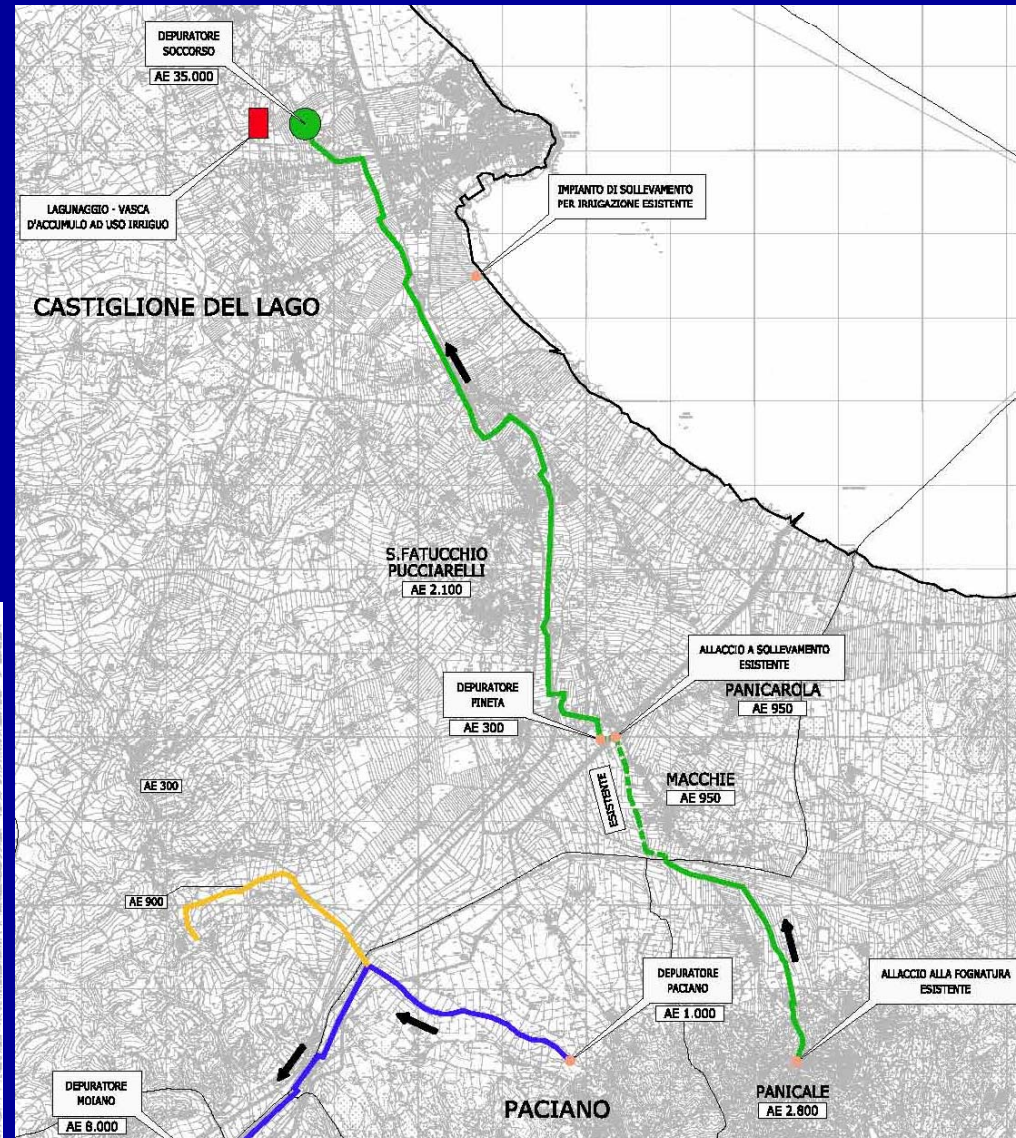 DEPURATORE
SOCCORSO
AE 35.000
LAGUNAGGIO - VASCA
D'ACCUMULO AD USO IRRIGUO
IMPIANTO DI SOLLEVAMENTO
PER IRRIGAZIONE ESISTENTE
CASTIGLIONE DEL LAGO
S.FATUCCHIO
PUCCIARELLI
AE 2.100
ALLACCIO A SOLLEVAMENTO
ESISTENTE
DEPURATORE
PINETA
AE 300
PANICAROLA
AE 950
ESISTENTE
MACCHIE
AE 950
AE 300
AE 900
DEPURATORE
PACIANO
AE 1.000
ALLACCIO ALLA FOGNATURA
ESISTENTE
DEPURATORE
MOIANO
AE 8.000
PACIANO
PANICALE
AE 2.800